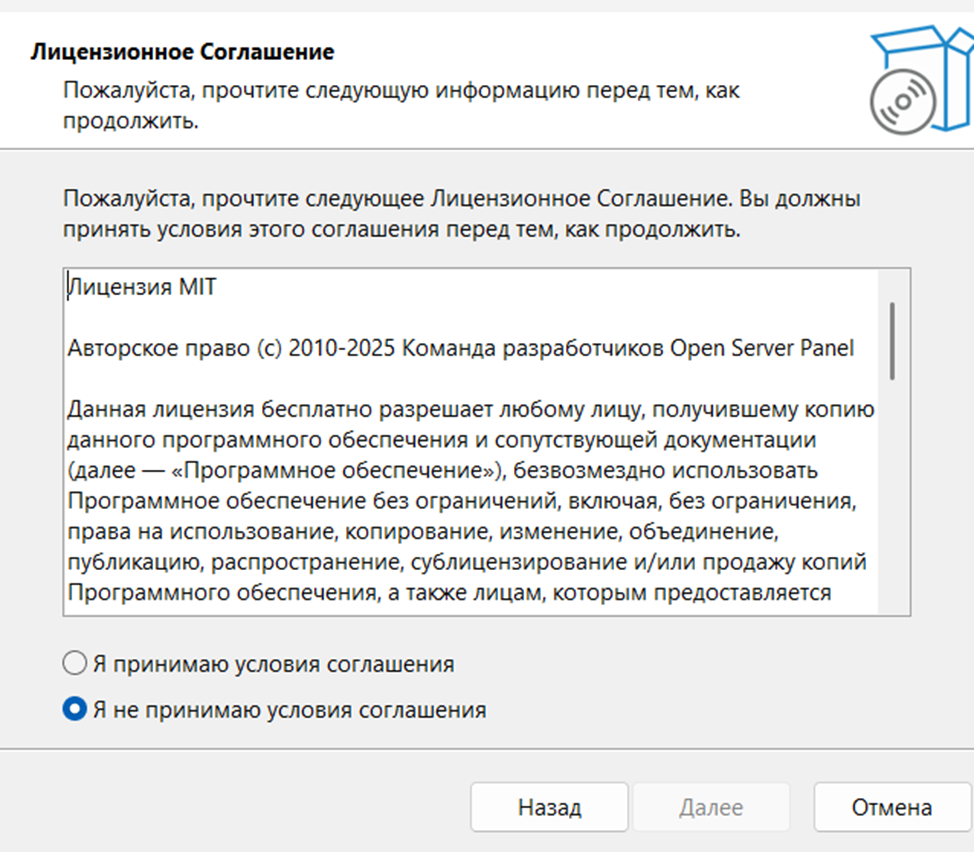 Лицензионное Соглашение
Пожалуйста, прочтите следующую информацию перед тем, как
продолжить.
Пожалуйста, прочтите следующее Лицензионное Соглашение. Вы должны
принять условия этого соглашения перед тем, как продолжить.
Лицензия MIT
Авторское право (c) 2010-2025 Команда разработчиков Open Server Panel
Данная лицензия бесплатно разрешает любому лицу, получившему копию
данного программного обеспечения и сопутствующей документации
(далее — «Программное обеспечение»), безвозмездно использовать
Программное обеспечение без ограничений, включая, без ограничения,
права на использование, копирование, изменение, объединение,
публикацию, распространение, сублицензирование и/или продажу копий
Программного обеспечения, а также лицам, которым предоставляется
Я принимаю условия соглашения
Я не принимаю условия соглашения
Назад Далее Отмена